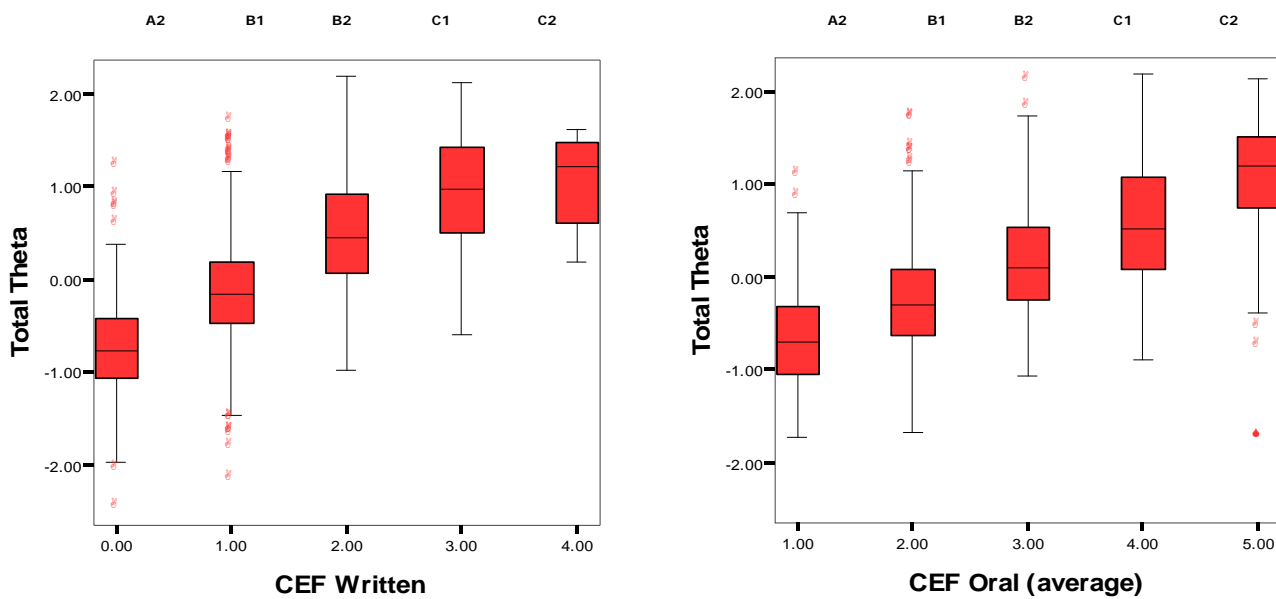 A2 B1 B2 C1 C2
2.00
1.00
0.00
-1.00
-2.00
Total Theta
0.00 1.00 2.00 3.00 4.00
CEF Written
A2 B1 B2 C1 C2
2.00
1.00
0.00
-1.00
-2.00
Total Theta
1.00 2.00 3.00 4.00 5.00
CEF Oral (average)